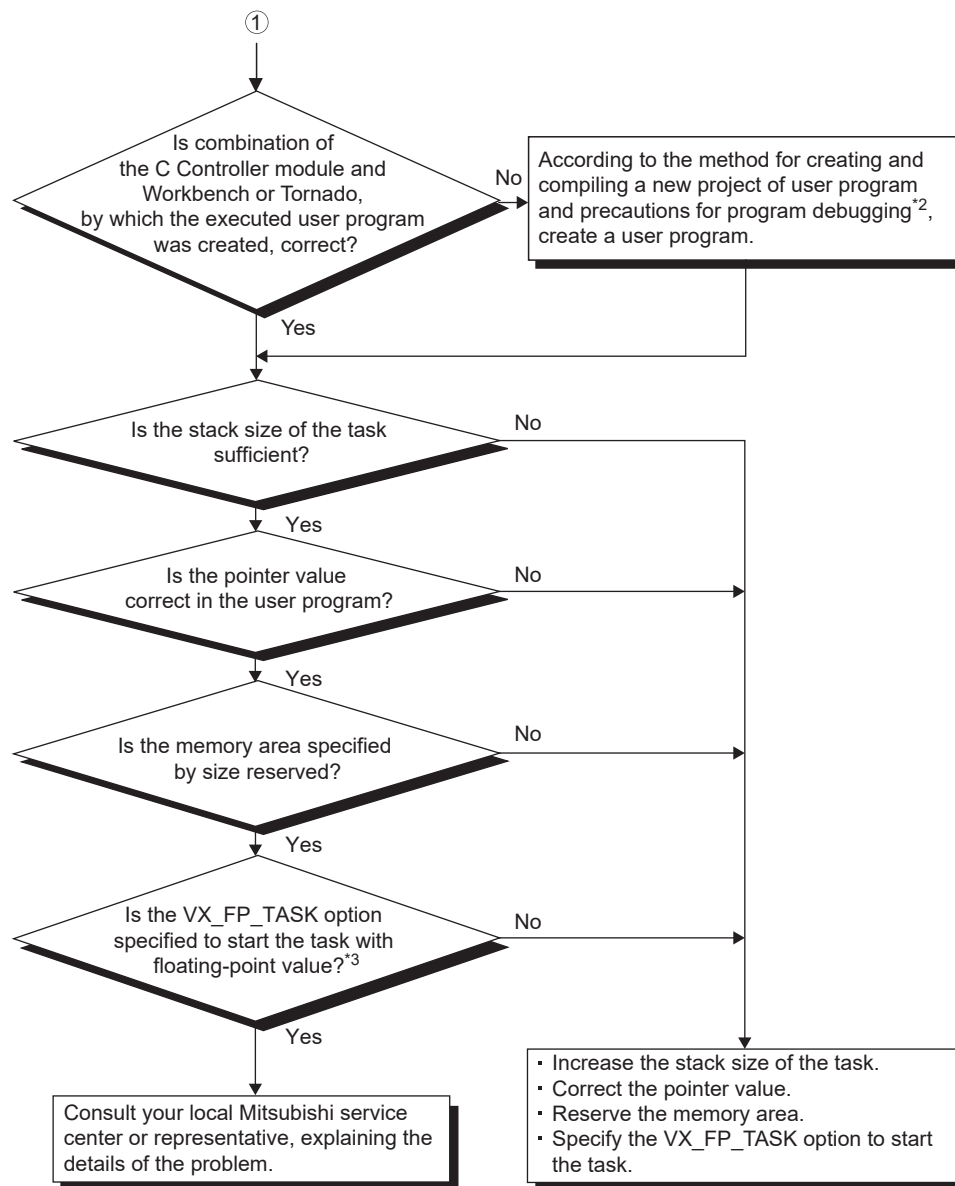 ①
Is combination of
the C Controller module and
Workbench or Tornado,
by which the executed user program
was created, correct?
No
According to the method for creating and
compiling a new project of user program
and precautions for program debugging*2,
create a user program.
Yes
Is the stack size of the task
sufficient?
No
Yes
Is the pointer value
correct in the user program?
No
Yes
Is the memory area specified
by size reserved?
No
Yes
Is the VX_FP_TASK option
specified to start the task with
floating-point value?*3
No
Yes
Consult your local Mitsubishi service
center or representative, explaining the
details of the problem.
· Increase the stack size of the task.
· Correct the pointer value.
· Reserve the memory area.
· Specify the VX_FP_TASK option to start
the task.